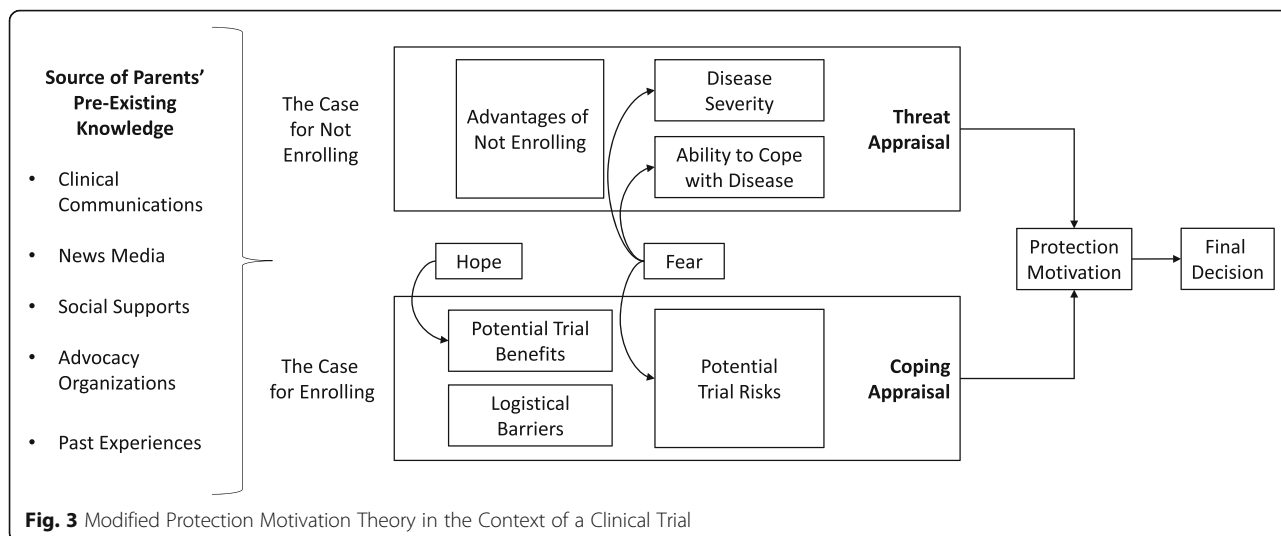 Source of Parents'
Pre-Existing
Knowledge
• Clinical
Communications
• News Media
• Social Supports
• Advocacy
Organizations
• Past Experiences
The Case
for Not
Enrolling
Advantages of
Not Enrolling
Disease
Severity
Ability to Cope
with Disease
Threat
Appraisal
Hope
Fear
The Case
for Enrolling
Potential Trial
Benefits
Logistical
Barriers
Potential
Trial Risks
Coping
Appraisal
Protection
Motivation
Final
Decision
Fig. 3 Modified Protection Motivation Theory in the Context of a Clinical Trial